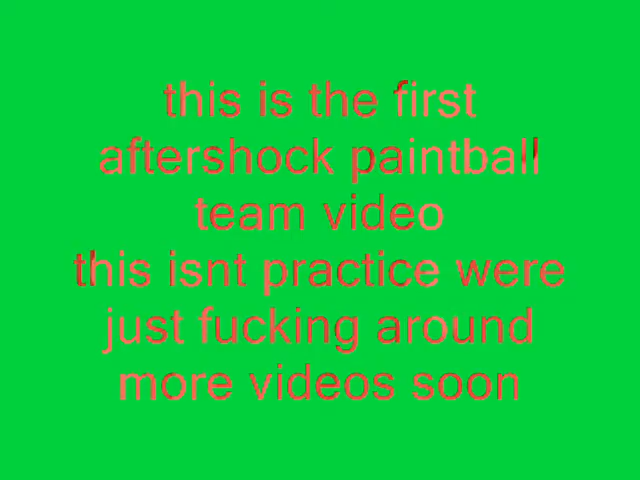 this is the first
aftershock paintball
team video
this isnt practice were
just fucking around
more videos soon